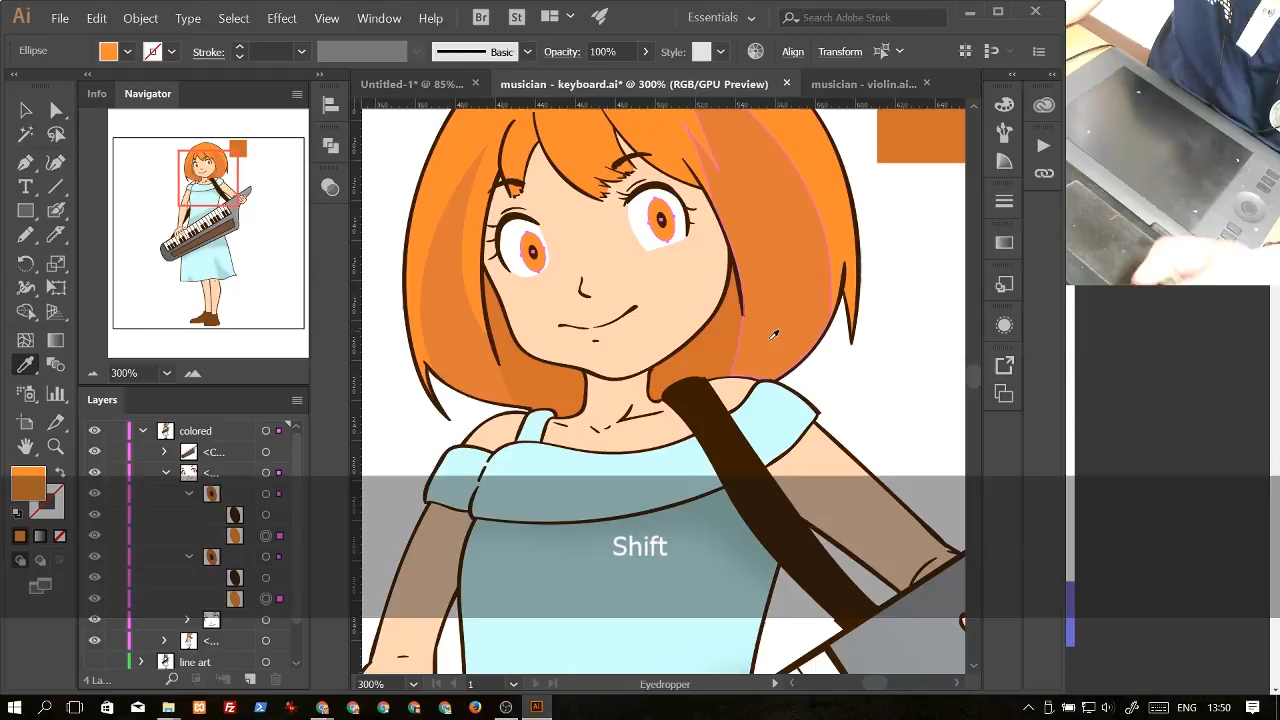 Ai File Edit Object Type Select Effect View Window Help Br St Essentials Search Adobe Stock
Ellipse Stroke: Basic Opacity: 100% Style: Align Transform
Info Navigator
Untitled-1* @ 85%... musician - keyboard.ai* @ 300% (RGB/GPU Preview) musician - violin.ai...
300%
Layers
colored
<C...
<...
<...
line art
4 La...
Shift
300% 1 Eyedropper
ENG 13:50